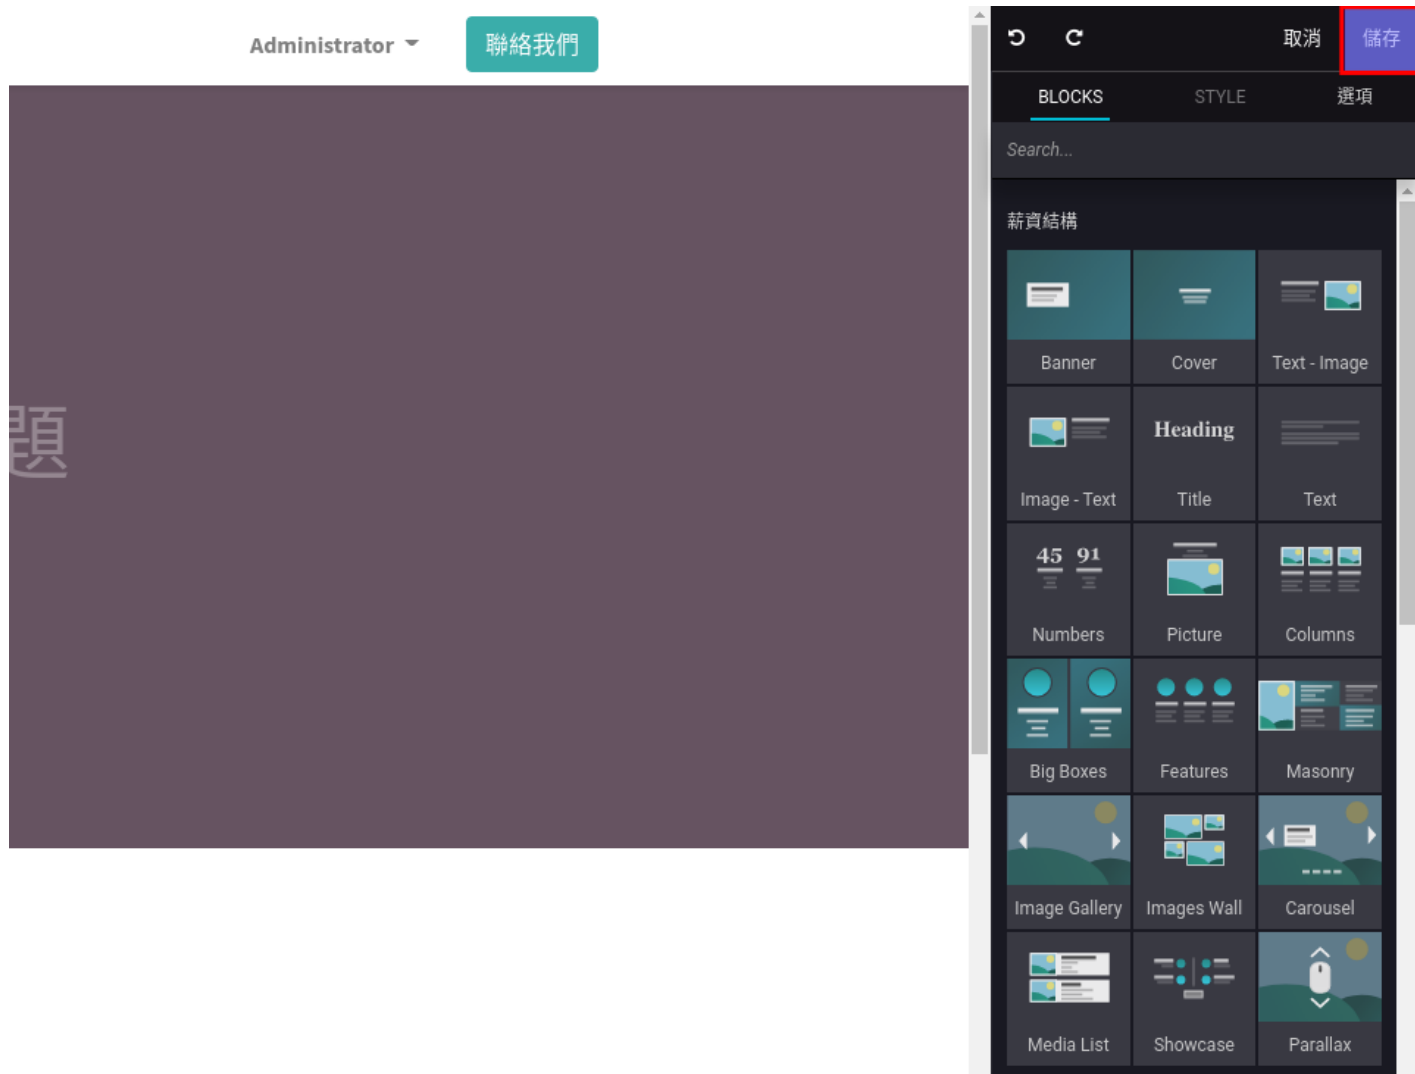 Administrator
聯絡我們
取消
儲存
BLOCKS
STYLE
選項
Search...
題
薪資結構
Banner
Cover
Text - Image
Heading
Image - Text
Title
Text
45 91
Numbers
Picture
Columns
Big Boxes
Features
Masonry
Image Gallery
Images Wall
Carousel
Media List
Showcase
Parallax